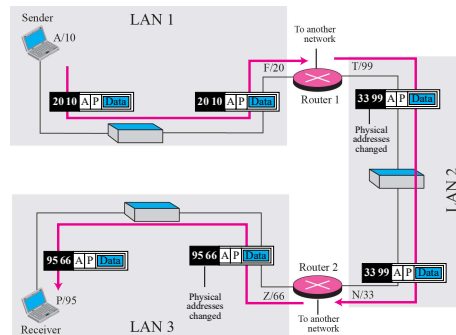 Sender
LAN 1
A/10
To another
network
F/20
T/99
20 10 A P Data
20 10 A P Data
Router 1
33 99 A P Data
Physical
addresses
changed
LAN 2
95 66 A P Data
95 66 A P Data
Router 2
33 99 A P Data
Physical
addresses
changed
P/95
Z/66
N/33
Receiver
LAN 3
To another
network